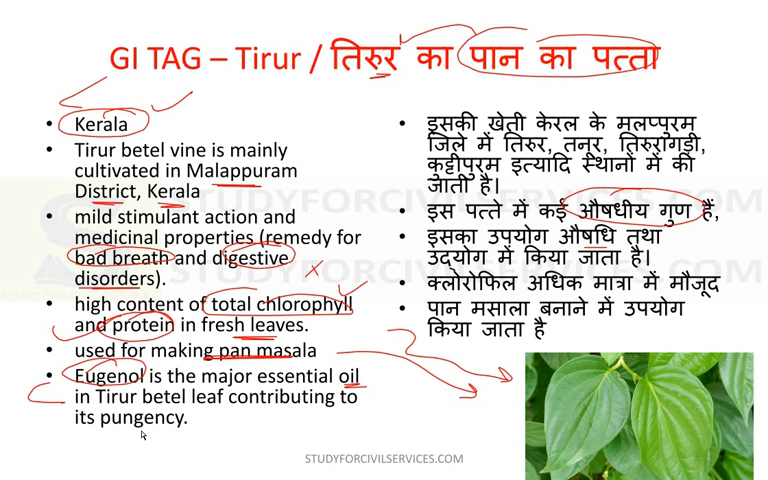 GI TAG – Tirur / तिरुर का पान का पत्ता
• Kerala
• Tirur betel vine is mainly
cultivated in Malappuram
District, Kerala
• mild stimulant action and
medicinal properties (remedy for
bad breath and digestive
disorders).
• high content of total chlorophyll
and protein in fresh leaves.
• used for making pan masala
• Eugenol is the major essential oil
in Tirur betel leaf contributing to
its pungency.
• इसकी खेती केरल के मलप्पुरम
जिले में तिरुर, तनूर, तिरुरांगडी,
कुट्टीपुरम इत्यादि स्थानों में की
जाती है।
• इस पत्ते में कई औषधीय गुण हैं,
• इसका उपयोग औषधि तथा
उद्योग में किया जाता है।
• क्लोरोफिल अधिक मात्रा में मौजूद
• पान मसाला बनाने में उपयोग
किया जाता है
STUDYFORCIVILSERVICES.COM
STUDYFORCIVILSERVICES.COM